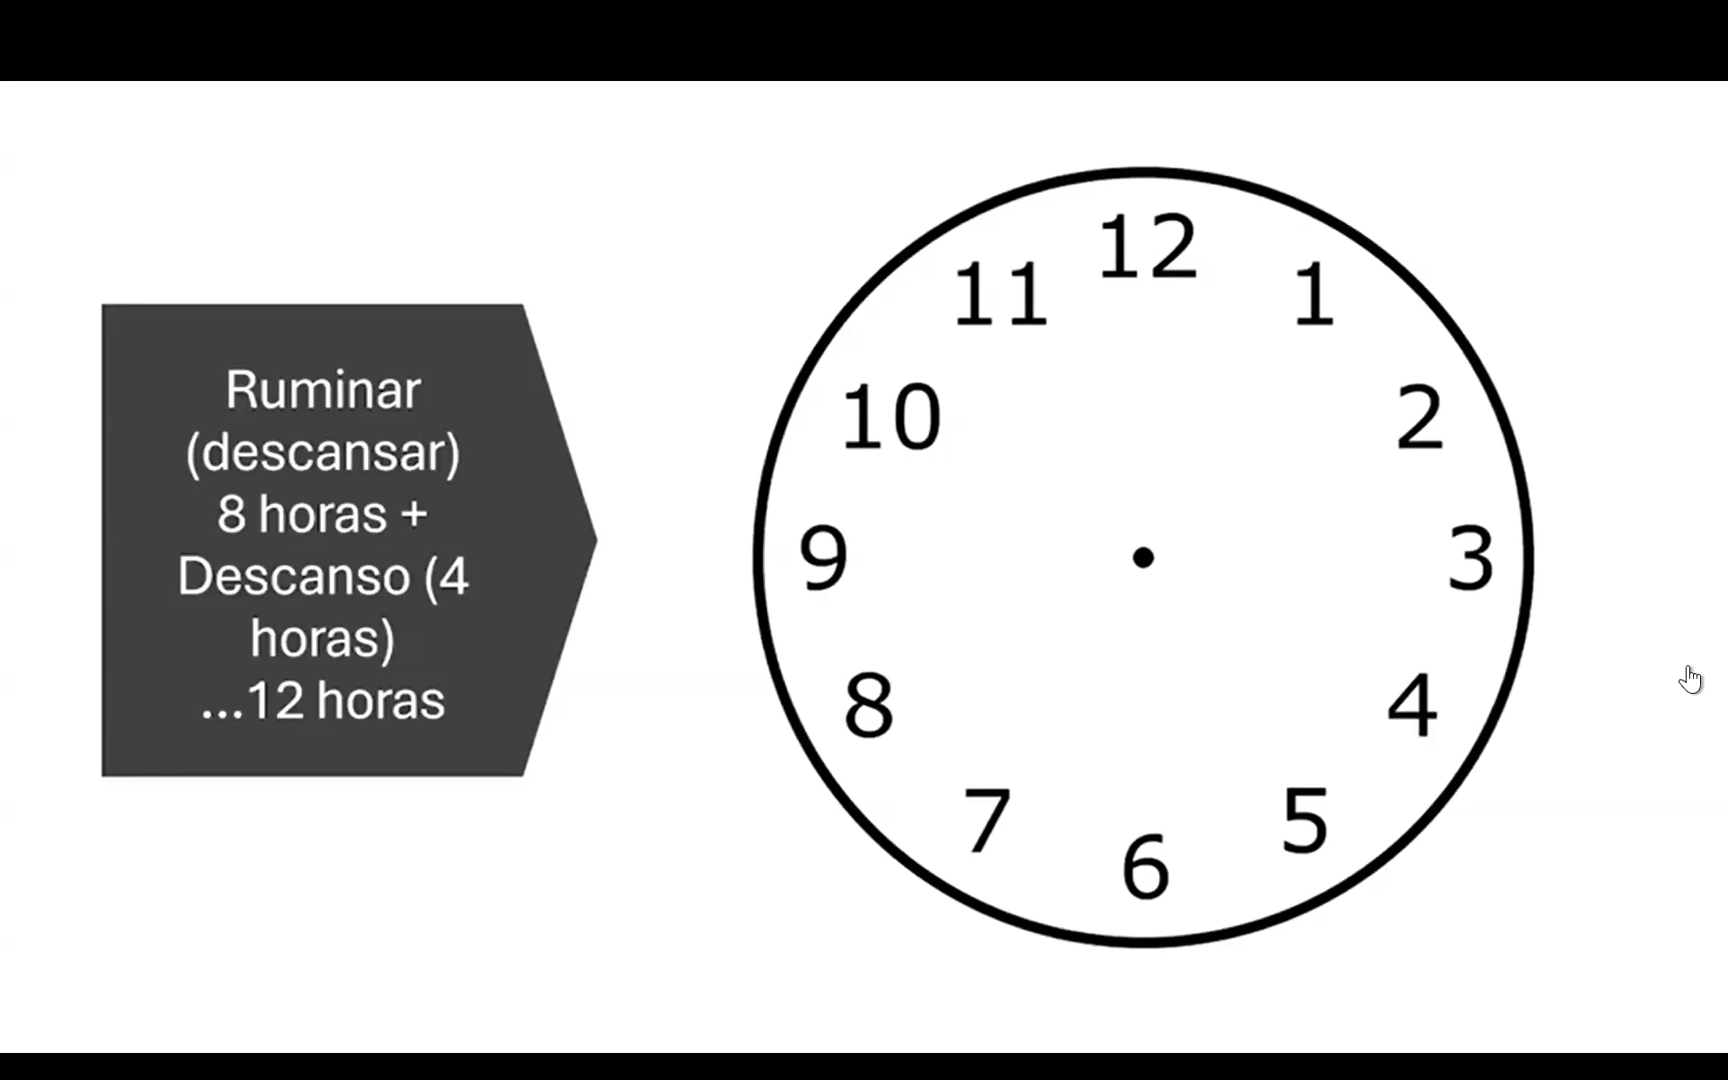 Ruminar
(descansar)
8 horas +
Descanso (4
horas)
...12 horas
12
1
2
3
4
5
6
7
8
9
10
11